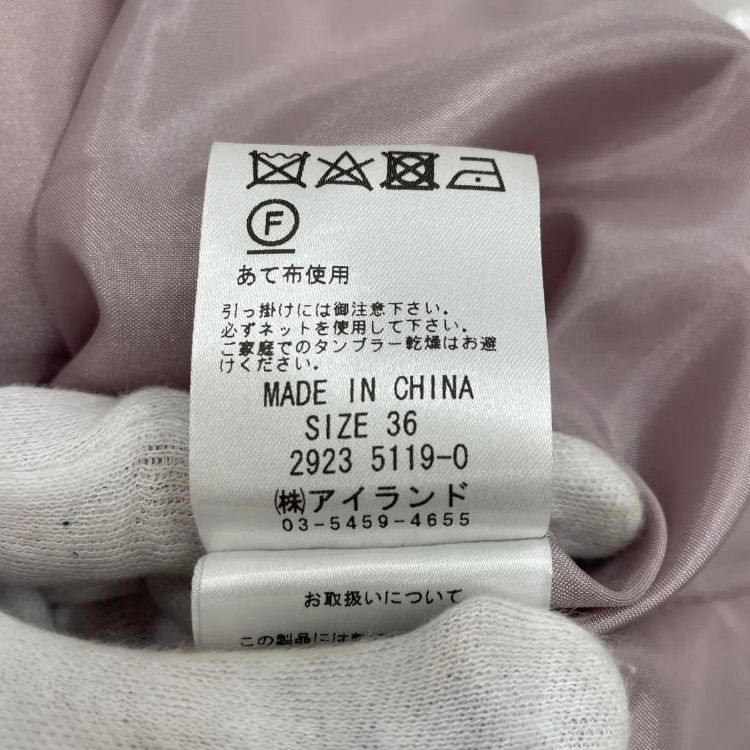 F
あて布使用
引っ掛けには御注意下さい。
必ずネットを使用して下さい。
ご家庭でのタンブラー乾燥はお避
けください。
MADE IN CHINA
SIZE 36
2923 5119-0
㈱アイランド
03-5459-4655
お取扱いについて
この製品には